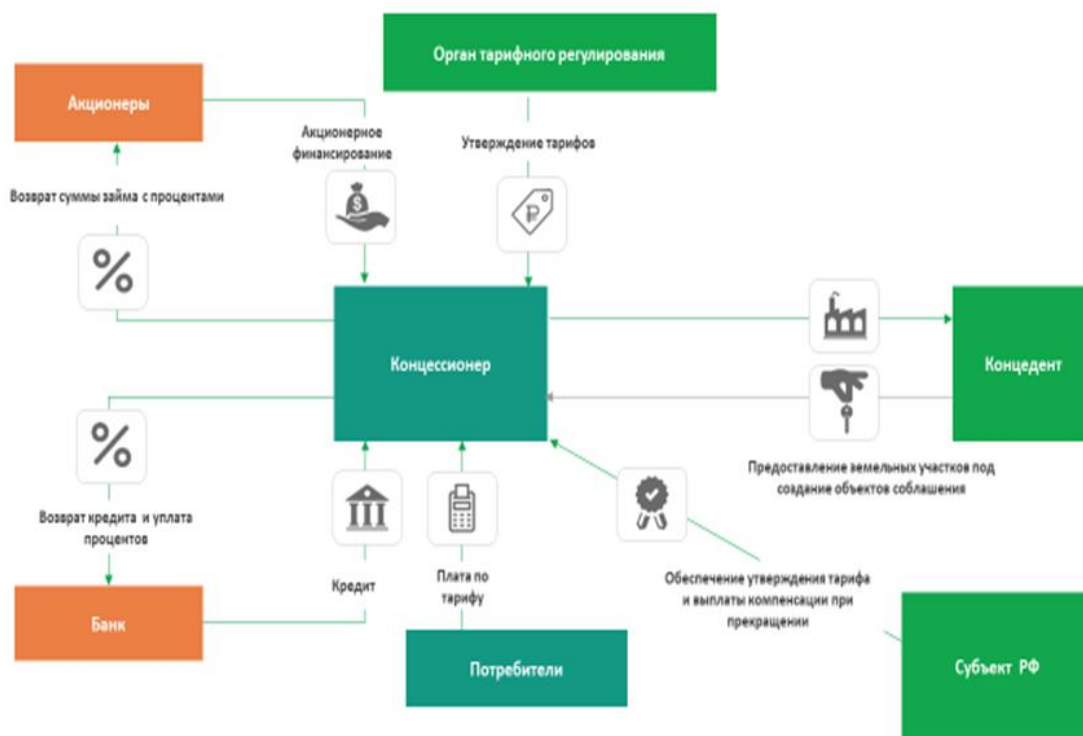 Орган тарифного регулирования
Акционеры
Акционерное
финансирование
Утверждение тарифов
Возврат суммы займа с процентами
%
₽
$
Концессионер
Концедент
%
Предоставление земельных участков под
создание объектов соблашения
Возврат кредита и уплата
процентов
Кредит
Плата по
тарифу
Обеспечение утверждения тарифа
и выплаты компенсации при
прекращении
Банк
Потребители
Субъект РФ